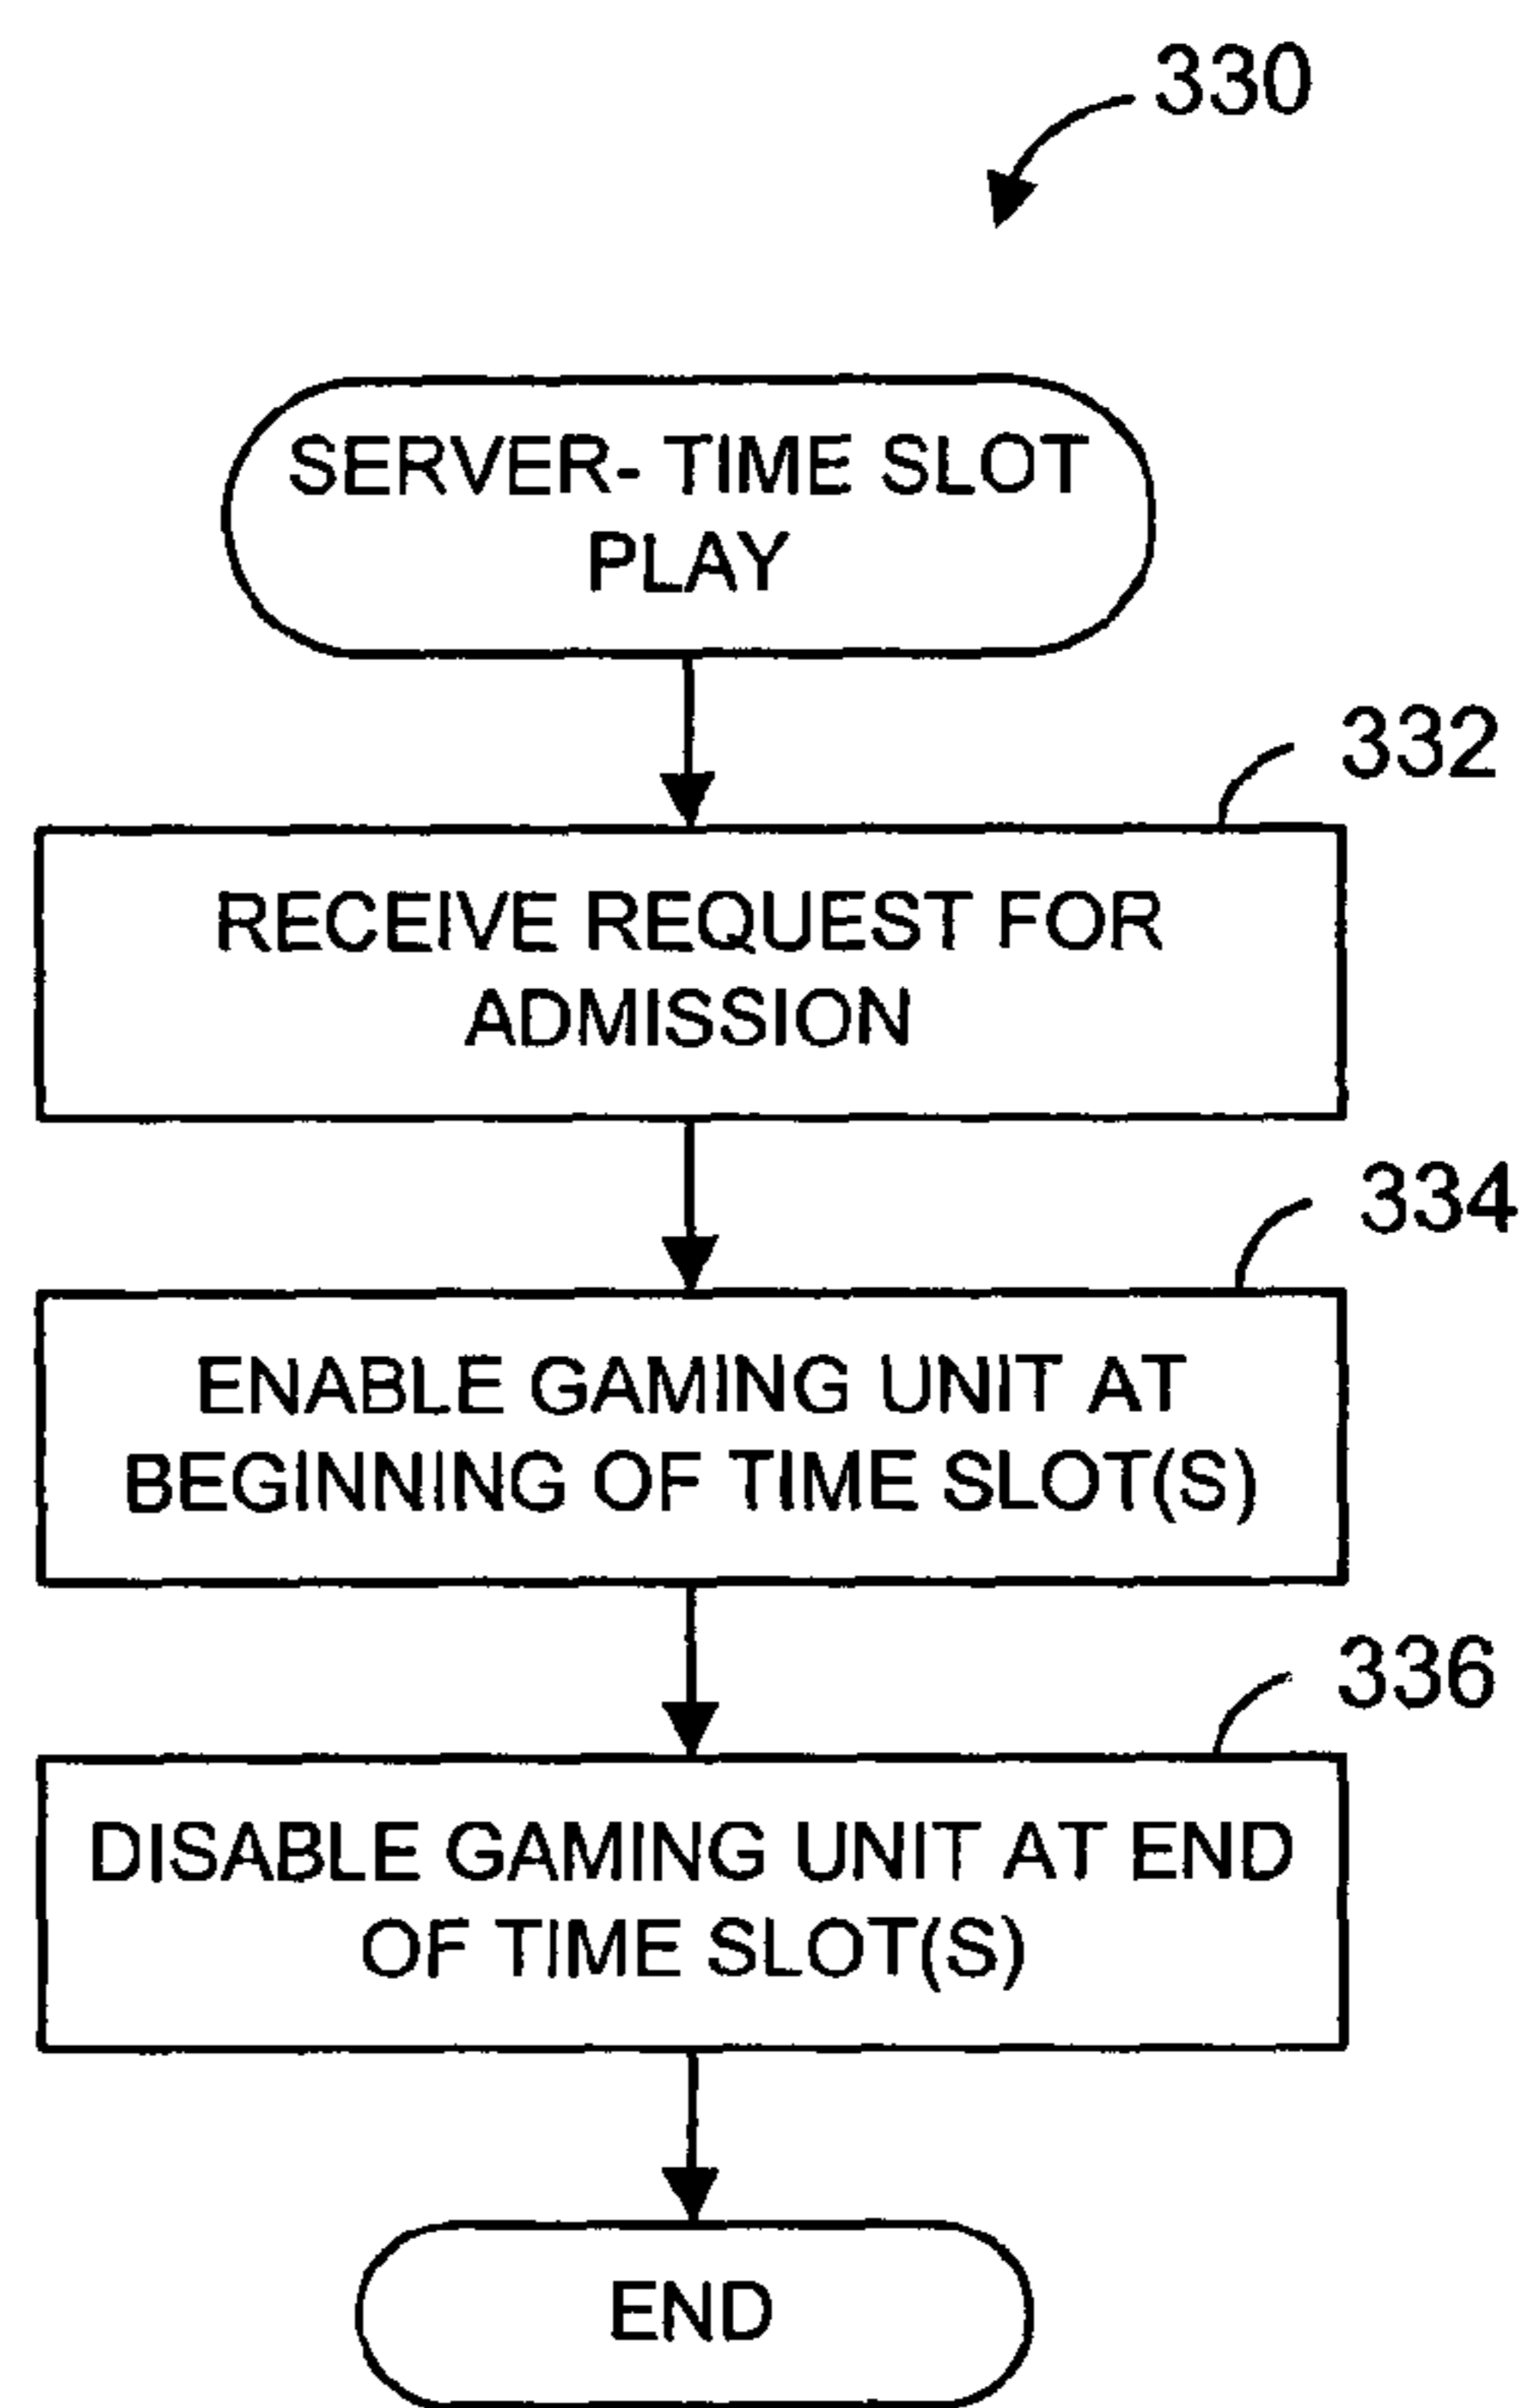 330
SERVER- TIME SLOT
PLAY
332
RECEIVE REQUEST FOR
ADMISSION
334
ENABLE GAMING UNIT AT
BEGINNING OF TIME SLOT(S)
336
DISABLE GAMING UNIT AT END
OF TIME SLOT(S)
END